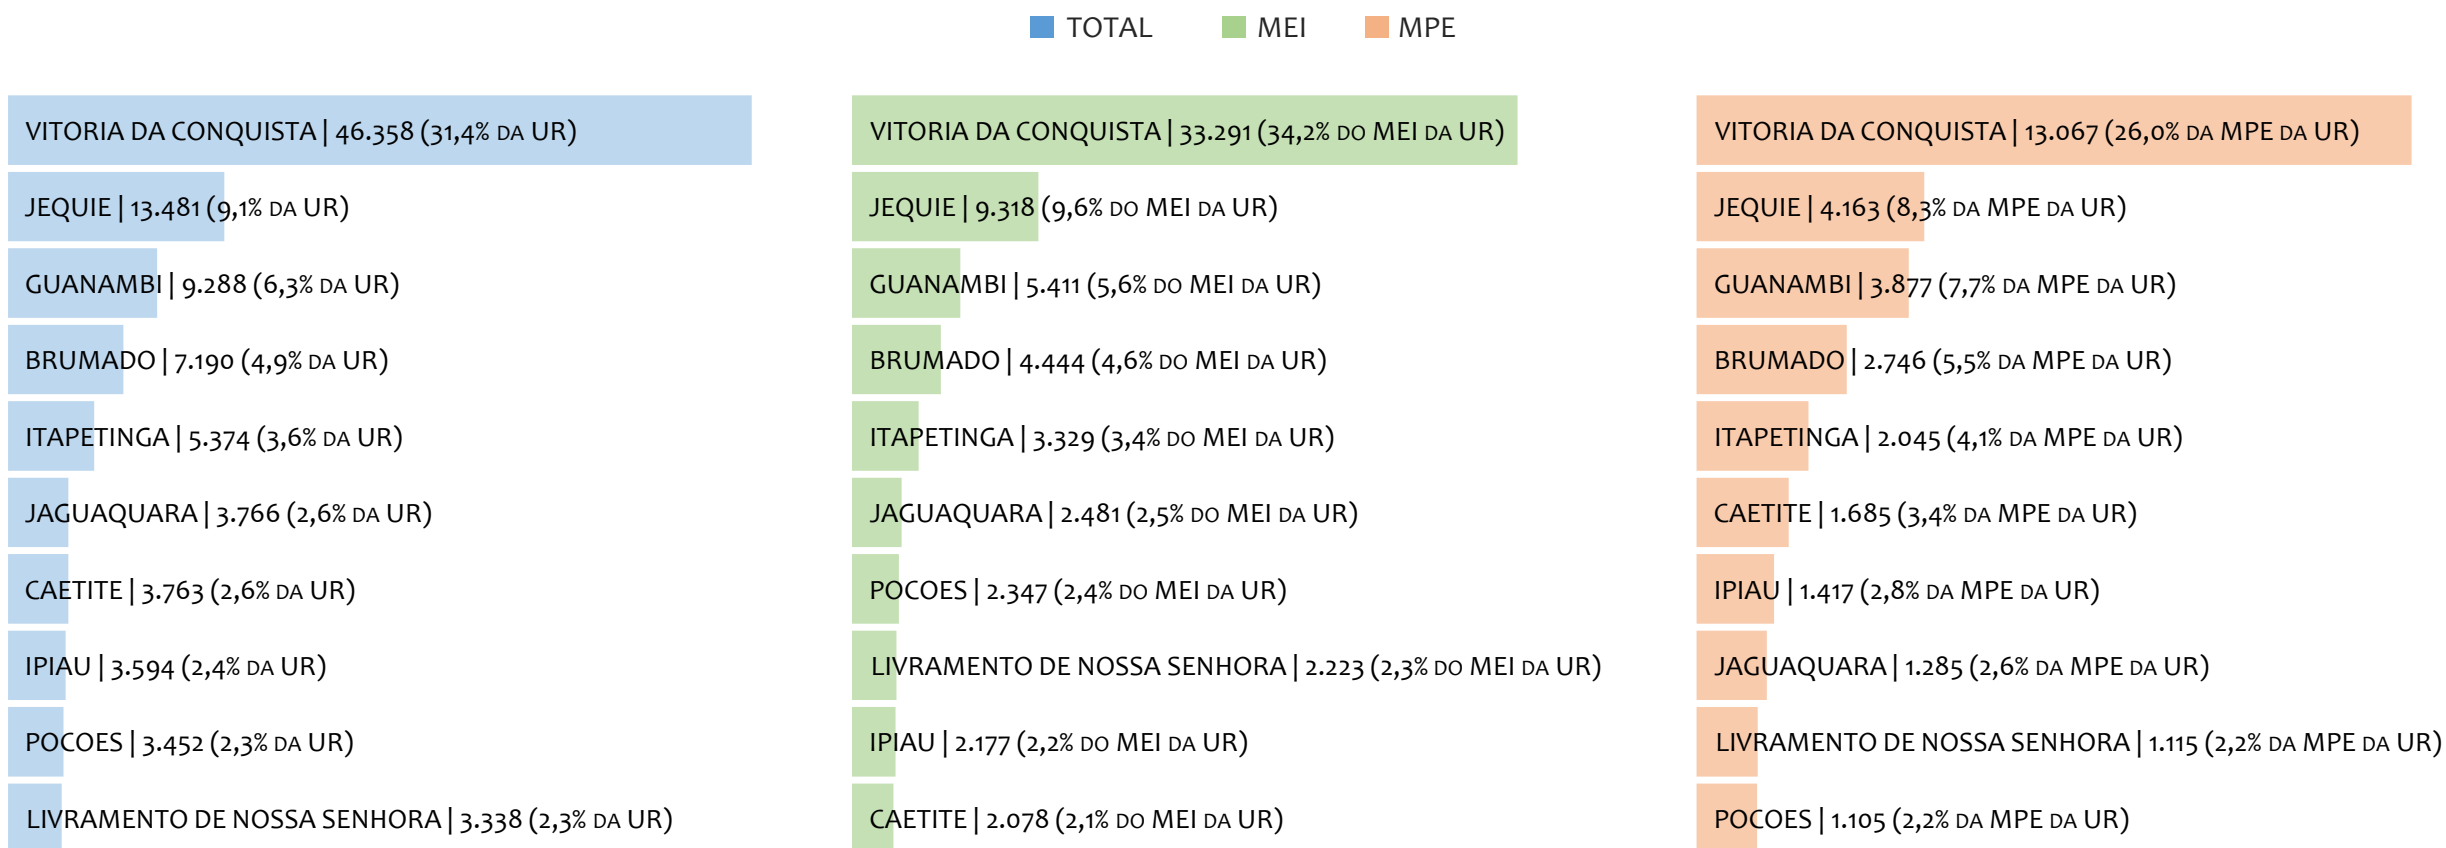 TOTAL MEI MPE
VITORIA DA CONQUISTA | 46.358 (31,4% DA UR)
JEQUIE | 13.481 (9,1% DA UR)
GUANAMBI | 9.288 (6,3% DA UR)
BRUMADO | 7.190 (4,9% DA UR)
ITAPETINGA | 5.374 (3,6% DA UR)
JAGUAQUARA | 3.766 (2,6% DA UR)
CAETITE | 3.763 (2,6% DA UR)
IPIAU | 3.594 (2,4% DA UR)
POCOES | 3.452 (2,3% DA UR)
LIVRAMENTO DE NOSSA SENHORA | 3.338 (2,3% DA UR)
VITORIA DA CONQUISTA | 33.291 (34,2% DO MEI DA UR)
JEQUIE | 9.318 (9,6% DO MEI DA UR)
GUANAMBI | 5.411 (5,6% DO MEI DA UR)
BRUMADO | 4.444 (4,6% DO MEI DA UR)
ITAPETINGA | 3.329 (3,4% DO MEI DA UR)
JAGUAQUARA | 2.481 (2,5% DO MEI DA UR)
POCOES | 2.347 (2,4% DO MEI DA UR)
LIVRAMENTO DE NOSSA SENHORA | 2.223 (2,3% DO MEI DA UR)
IPIAU | 2.177 (2,2% DO MEI DA UR)
CAETITE | 2.078 (2,1% DO MEI DA UR)
VITORIA DA CONQUISTA | 13.067 (26,0% DA MPE DA UR)
JEQUIE | 4.163 (8,3% DA MPE DA UR)
GUANAMBI | 3.877 (7,7% DA MPE DA UR)
BRUMADO | 2.746 (5,5% DA MPE DA UR)
ITAPETINGA | 2.045 (4,1% DA MPE DA UR)
CAETITE | 1.685 (3,4% DA MPE DA UR)
IPIAU | 1.417 (2,8% DA MPE DA UR)
JAGUAQUARA | 1.285 (2,6% DA MPE DA UR)
LIVRAMENTO DE NOSSA SENHORA | 1.115 (2,2% DA MPE DA UR)
POCOES | 1.105 (2,2% DA MPE DA UR)